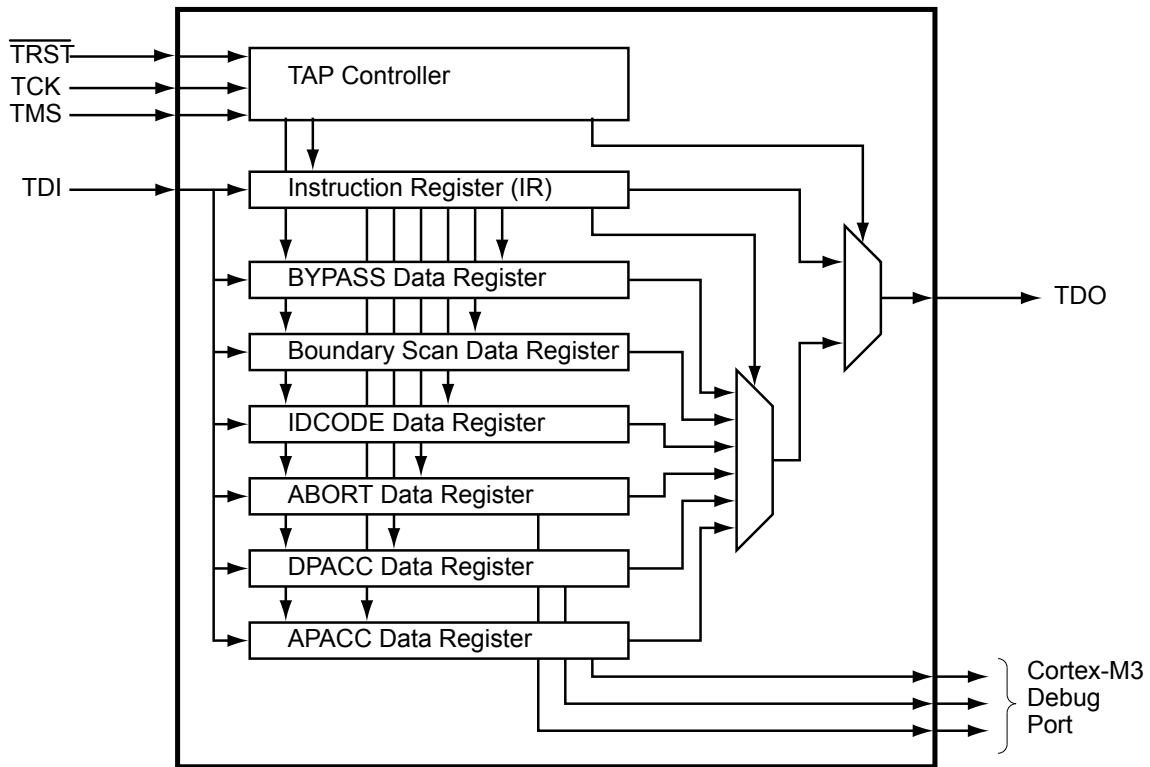 TRST
TCK
TMS
TDI
TAP Controller
Instruction Register (IR)
BYPASS Data Register
Boundary Scan Data Register
IDCODE Data Register
ABORT Data Register
DPACC Data Register
APACC Data Register
TDO
Cortex-M3
Debug
Port